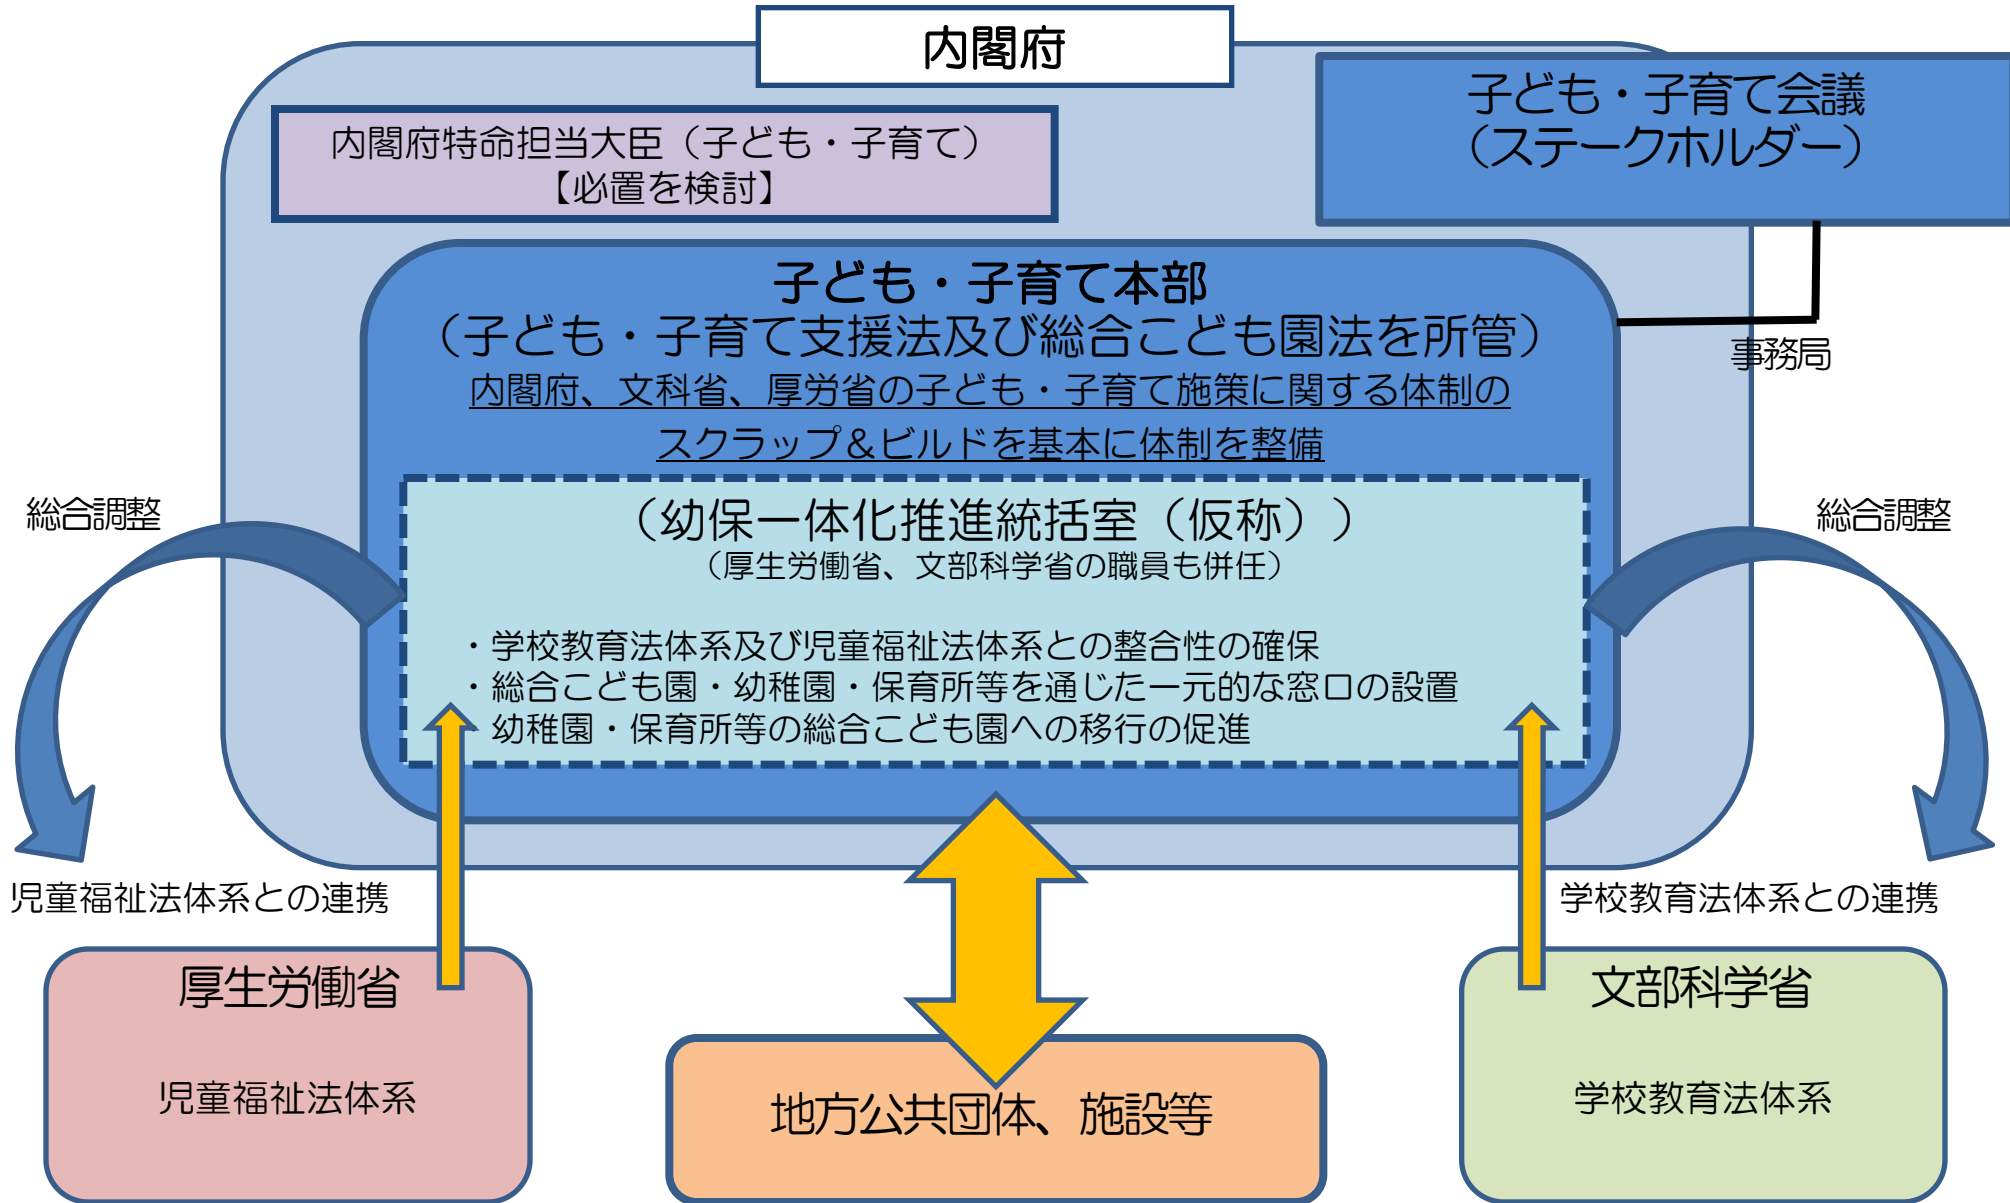 内閣府
子ども・子育て会議
（ステークホルダー）
内閣府特命担当大臣（子ども・子育て）
【必置を検討】
子ども・子育て本部
（子ども・子育て支援法及び総合こども園法を所管）
事務局
内閣府、文科省、厚労省の子ども・子育て施策に関する体制の
スクラップ＆ビルドを基本に体制を整備
総合調整
総合調整
（幼保一体化推進統括室（仮称））
（厚生労働省、文部科学省の職員も併任）
・学校教育法体系及び児童福祉法体系との整合性の確保
・総合こども園・幼稚園・保育所等を通じた一元的な窓口の設置
・幼稚園・保育所等の総合こども園への移行の促進
児童福祉法体系との連携
学校教育法体系との連携
厚生労働省
児童福祉法体系
地方公共団体、施設等
文部科学省
学校教育法体系